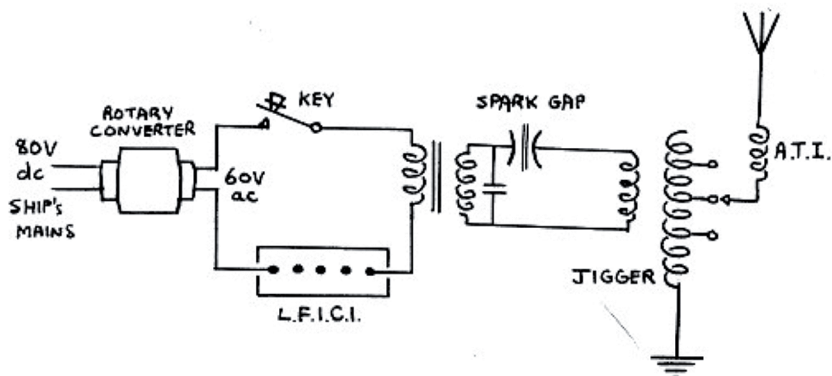 ROTARY
CONVERTER
80V
dc
SHIP's
MAINS
60V
ac
KEY
L.F.I.C.I.
SPARK GAP
JIGGER
A.T.I.